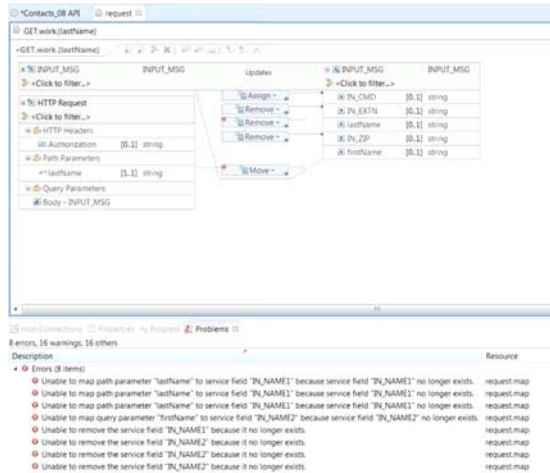 *Contacts_08 API
request
GET.work.(lastName)
GET.work.(lastName)
INPUT_MSG INPUT_MSG
<Click to filter...>
HTTP Request
<Click to filter...>
HTTP Headers
Authorization [0..1] string
Path Parameters
lastName [1..1] string
Query Parameters
Body - INPUT_MSG
Updates
Assign
Remove
Remove
Remove
Move
INPUT_MSG INPUT_MSG
<Click to filter...>
IN_CMD [0..1] string
IN_EXTN [0..1] string
lastName [0..1] string
IN_ZIP [0..1] string
firstName [0..1] string
Host Connections Properties Progress Problems
8 errors, 16 warnings, 16 others
Description Resource
Errors (8 items)
Unable to map path parameter "lastName" to service field "IN_NAME1" because service field "IN_NAME1" no longer exists. request.map
Unable to map path parameter "lastName" to service field "IN_NAME1" because service field "IN_NAME1" no longer exists. request.map
Unable to map path parameter "lastName" to service field "IN_NAME1" because service field "IN_NAME1" no longer exists. request.map
Unable to map query parameter "firstName" to service field "IN_NAME2" because service field "IN_NAME2" no longer exists. request.map
Unable to remove the service field "IN_NAME1" because it no longer exists. request.map
Unable to remove the service field "IN_NAME2" because it no longer exists. request.map
Unable to remove the service field "IN_NAME2" because it no longer exists. request.map
Unable to remove the service field "IN_NAME2" because it no longer exists. request.map